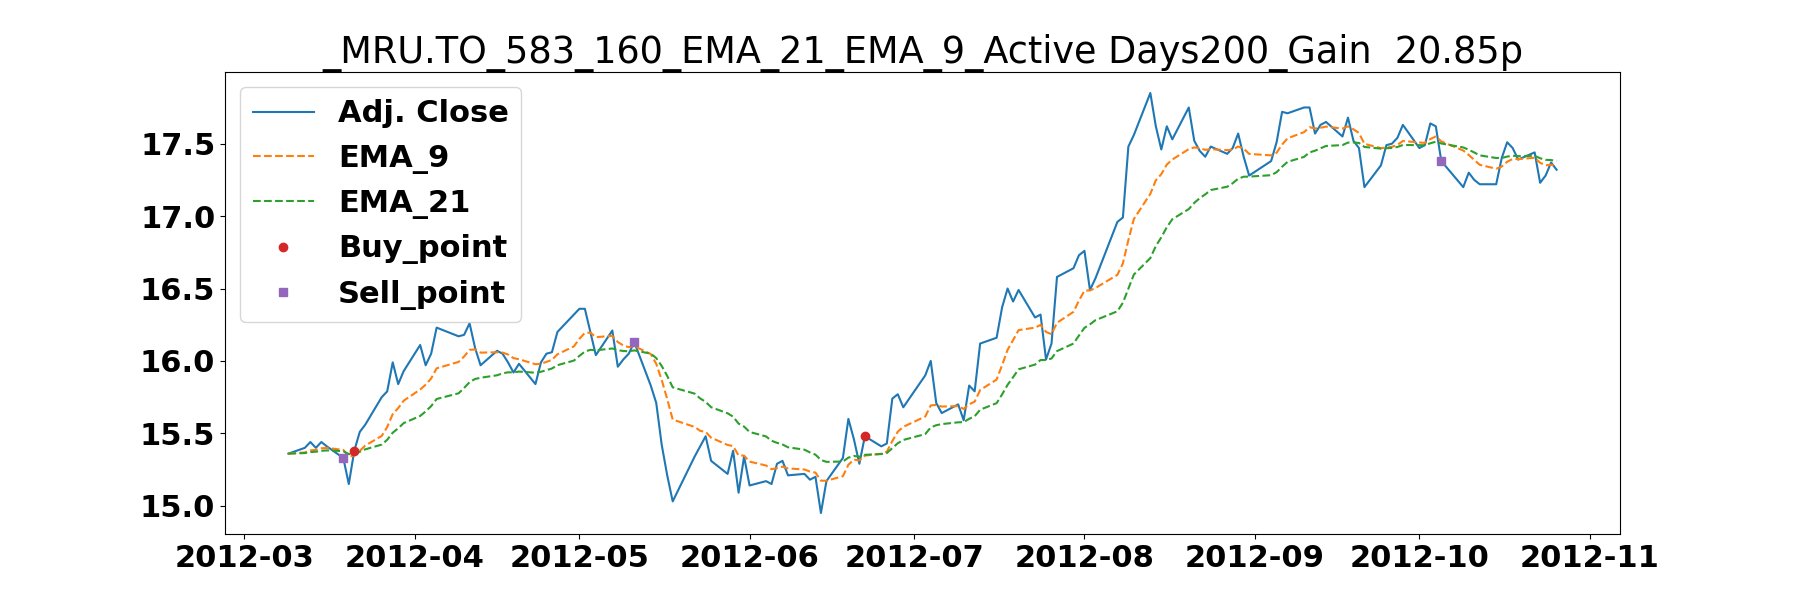 _MRU.TO_583_160_EMA_21_EMA_9_Active Days200_Gain  20.85p
Adj. Close
EMA_9
EMA_21
Buy_point
Sell_point
17.5
17.0
16.5
16.0
15.5
15.0
2012-03 2012-04 2012-05 2012-06 2012-07 2012-08 2012-09 2012-10 2012-11